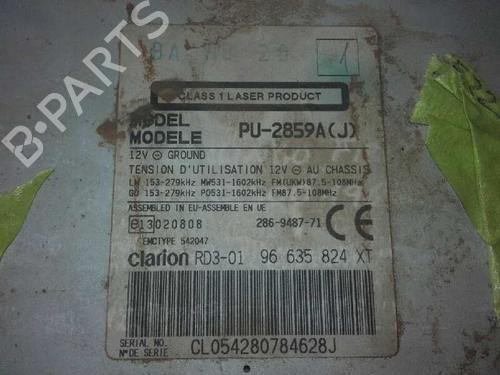 B-PARTS
1
CLASS 1 LASER PRODUCT
MODEL
MODELE PU-2859A(J)
12V ⊖ GROUND
TENSION D'UTILISATION 12V ⊖ AU CHASSIS
LW 153-279kHz MW531-1602kHz FM(UKW)87.5-108MHz
GO 153-279kHz PO531-1602kHz FM87.5-108MHz
ASSEMBLED IN EU-ASSEMBLE EN UE
e13 020808 286-9487-71 CE
EMCTYPE 542047
clarion RD3-01 96 635 824 XT
SERIAL NO.
N° DE SERIE CL054280784628J